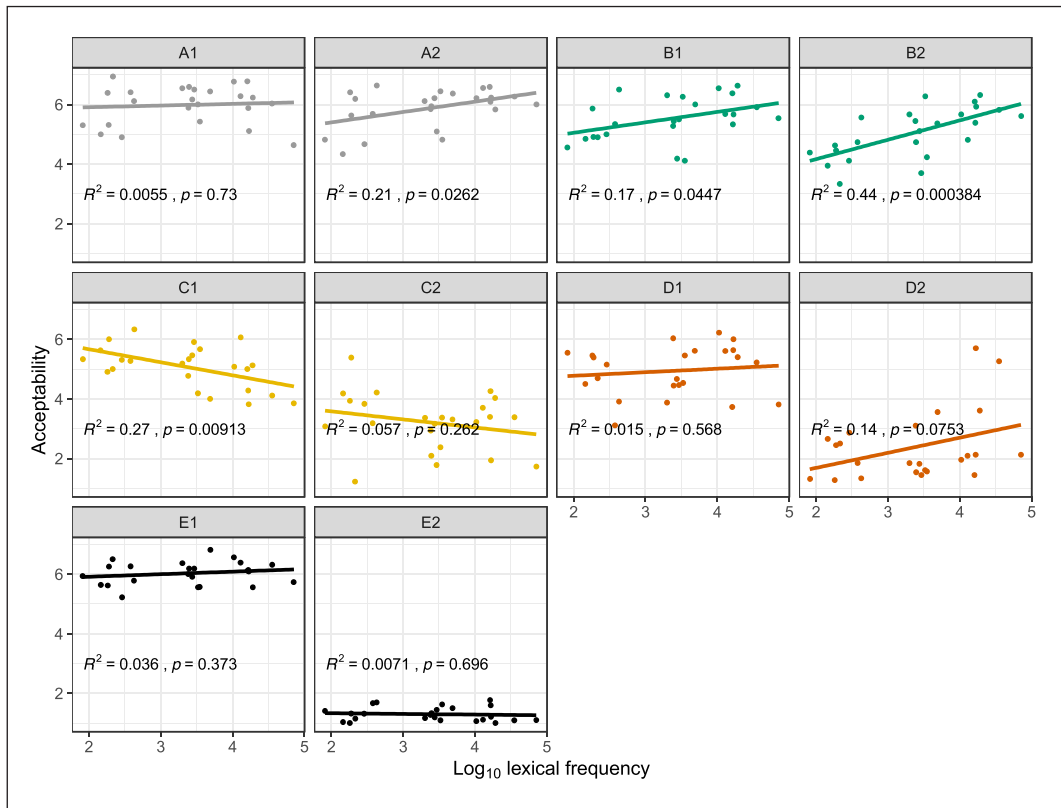 A1 A2 B1 B2
6
4
R² = 0.0055 , p = 0.73 R² = 0.21 , p = 0.0262 R² = 0.17 , p = 0.0447 R² = 0.44 , p = 0.000384
2
C1 C2 D1 D2
6
Acceptability
4
R² = 0.27 , p = 0.00913 R² = 0.057 , p = 0.262 R² = 0.015 , p = 0.568 R² = 0.14 , p = 0.0753
2
2 3 4 5 2 3 4 5
E1 E2
6
4
R² = 0.036 , p = 0.373 R² = 0.0071 , p = 0.696
2
2 3 4 5 2 3 4 5
Log₁₀ lexical frequency